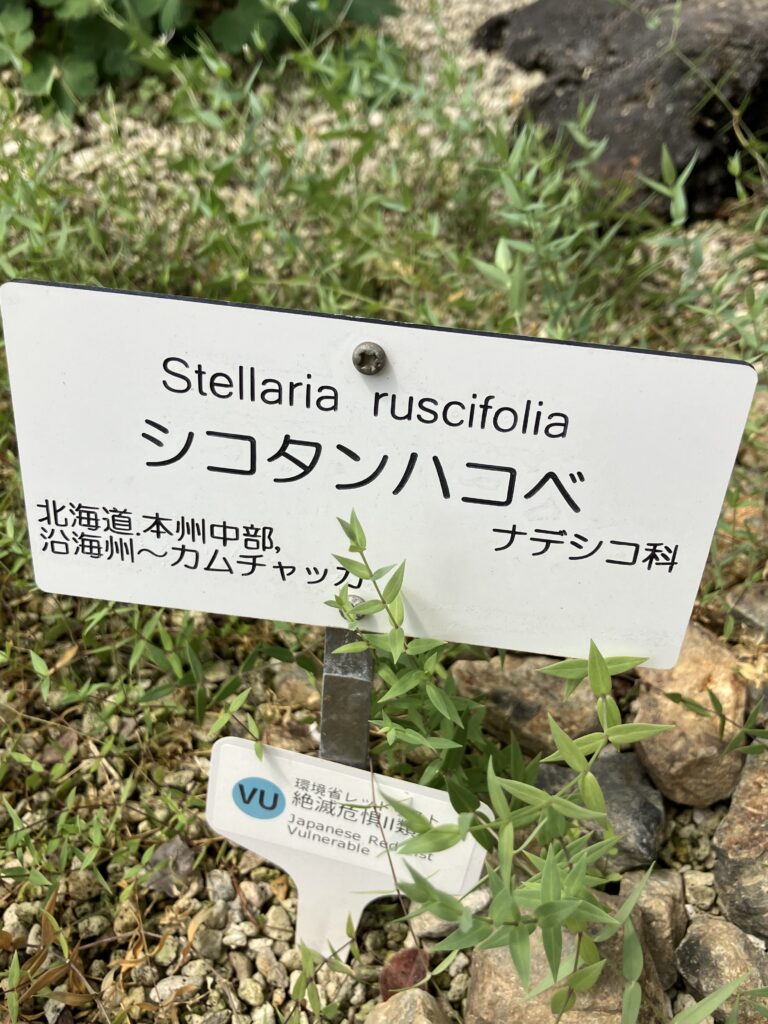 Stellaria ruscifolia
シコタンハコベ
北海道.本州中部,
沿海州～カムチャッカ
ナデシコ科
VU
環境省レッド
絶滅危惧II類
Japanese Red List
Vulnerable